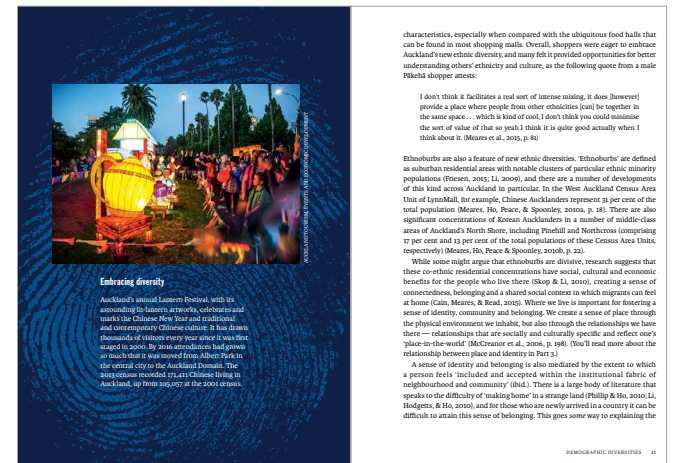 AUCKLAND TOURISM, EVENTS AND ECONOMIC DEVELOPMENT
Embracing diversity
Auckland's annual Lantern Festival, with its
astounding lit-lantern artworks, celebrates and
marks the Chinese New Year and traditional
and contemporary Chinese culture. It has drawn
thousands of visitors every year since it was first
staged in 2000. By 2016 attendances had grown
so much that it was moved from Albert Park in
the central city to the Auckland Domain. The
2013 census recorded 171,411 Chinese living in
Auckland, up from 105,057 at the 2001 census.
characteristics, especially when compared with the ubiquitous food halls that
can be found in most shopping malls. Overall, shoppers were eager to embrace
Auckland's new ethnic diversity, and many felt it provided opportunities for better
understanding others' ethnicity and culture, as the following quote from a male
Pākehā shopper attests:
I don't think it facilitates a real sort of intense mixing, it does [however]
provide a place where people from other ethnicities [can] be together in
the same space . . . which is kind of cool, I don't think you could minimise
the sort of value of that so yeah I think it is quite good actually when I
think about it. (Meares et al., 2015, p. 81)
Ethnoburbs are also a feature of new ethnic diversities. 'Ethnoburbs' are defined
as suburban residential areas with notable clusters of particular ethnic minority
populations (Priesen, 2015; Li, 2009), and there are a number of developments
of this kind across Auckland in particular. In the West Auckland Census Area
Unit of LynnMall, for example, Chinese Aucklanders represent 31 per cent of the
total population (Meares, Ho, Peace, & Spoonley, 2010a, p. 18). There are also
significant concentrations of Korean Aucklanders in a number of middle-class
areas of Auckland's North Shore, including Pinehill and Northcross (comprising
17 per cent and 13 per cent of the total populations of these Census Area Units,
respectively) (Meares, Ho, Peace & Spoonley, 2010b, p. 22).
While some might argue that ethnoburbs are divisive, research suggests that
these co-ethnic residential concentrations have social, cultural and economic
benefits for the people who live there (Skop & Li, 2010), creating a sense of
connectedness, belonging and a shared social context in which migrants can feel
at home (Cain, Meares, & Read, 2015). Where we live is important for fostering a
sense of identity, community and belonging. We create a sense of place through
the physical environment we inhabit, but also through the relationships we have
there — relationships that are socially and culturally specific and reflect one's
'place-in-the-world' (McCreanor et al., 2006, p. 198). (You'll read more about the
relationship between place and identity in Part 3.)
A sense of identity and belonging is also mediated by the extent to which
a person feels 'included and accepted within the institutional fabric of
neighbourhood and community' (ibid.). There is a large body of literature that
speaks to the difficulty of 'making home' in a strange land (Phillip & Ho, 2010; Li,
Hodgetts, & Ho, 2010), and for those who are newly arrived in a country it can be
difficult to attain this sense of belonging. This goes some way to explaining the
DEMOGRAPHIC DIVERSITIES 41